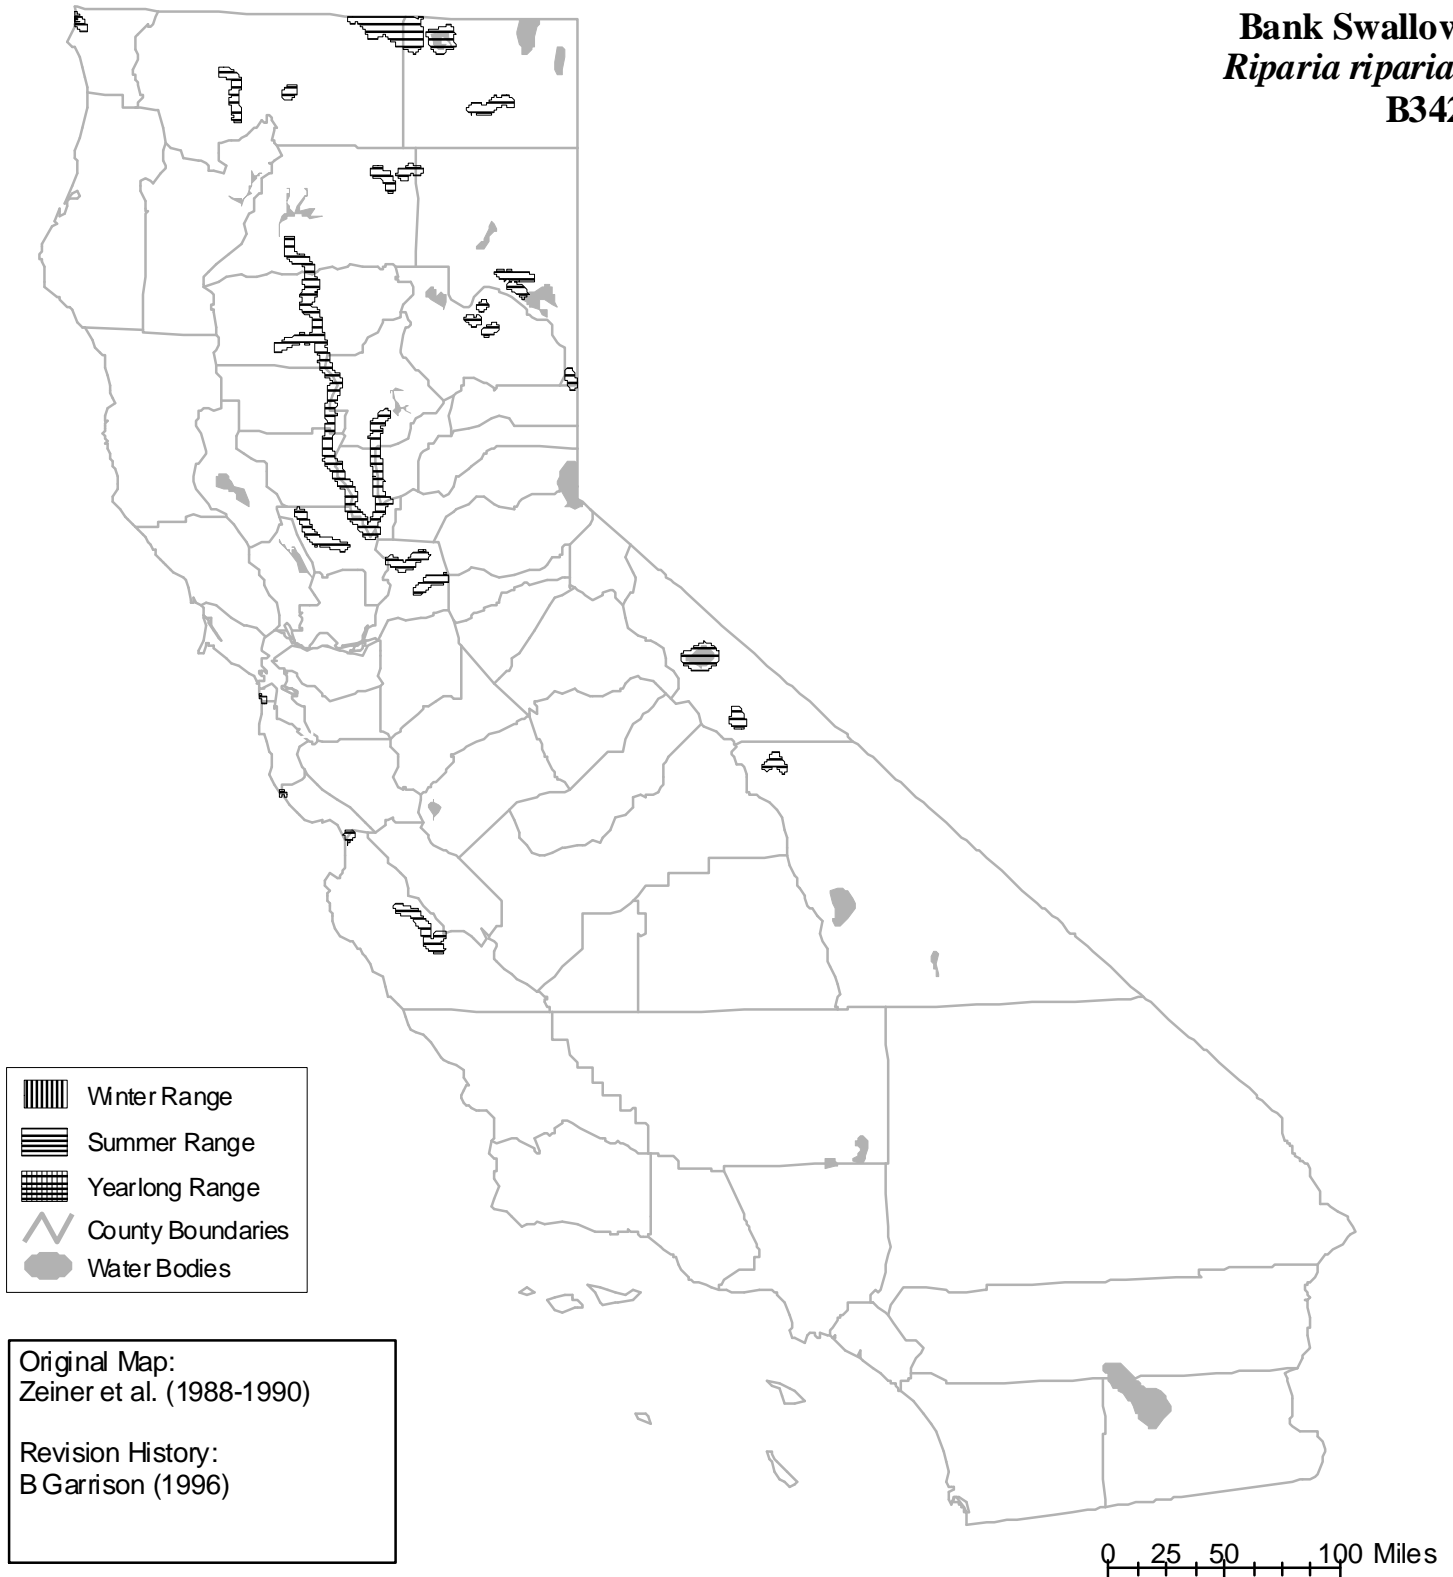 Bank Swallow
Riparia riparia
B342
Winter Range
Summer Range
Yearlong Range
County Boundaries
Water Bodies
Original Map:
Zeiner et al. (1988-1990)
Revision History:
B Garrison (1996)
0 25 50 100 Miles